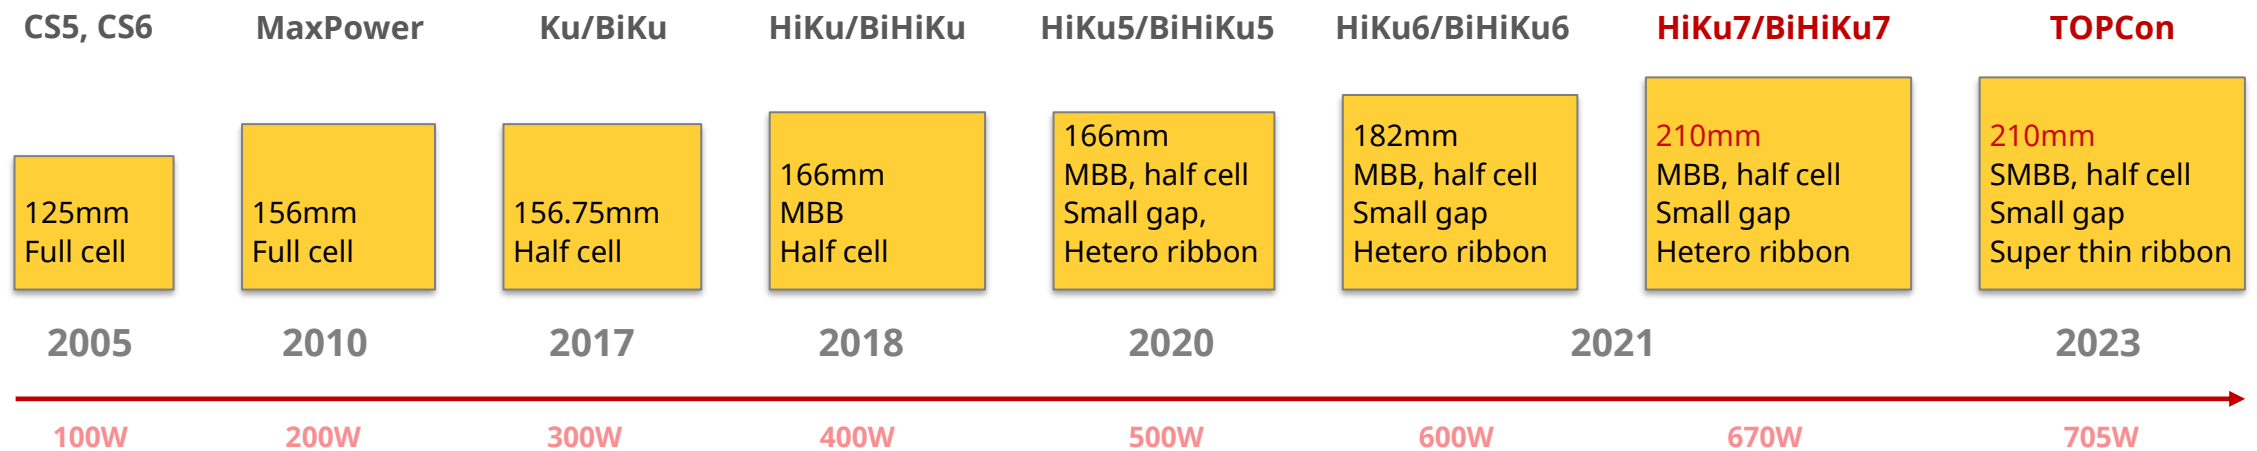 CS5, CS6
MaxPower
Ku/BiKu
HiKu/BiHiKu
HiKu5/BiHiKu5
HiKu6/BiHiKu6
HiKu7/BiHiKu7
TOPCon
125mm
Full cell
156mm
Full cell
156.75mm
Half cell
166mm
MBB
Half cell
166mm
MBB, half cell
Small gap,
Hetero ribbon
182mm
MBB, half cell
Small gap
Hetero ribbon
210mm
MBB, half cell
Small gap
Hetero ribbon
210mm
SMBB, half cell
Small gap
Super thin ribbon
2005
2010
2017
2018
2020
2021
2023
100W
200W
300W
400W
500W
600W
670W
705W